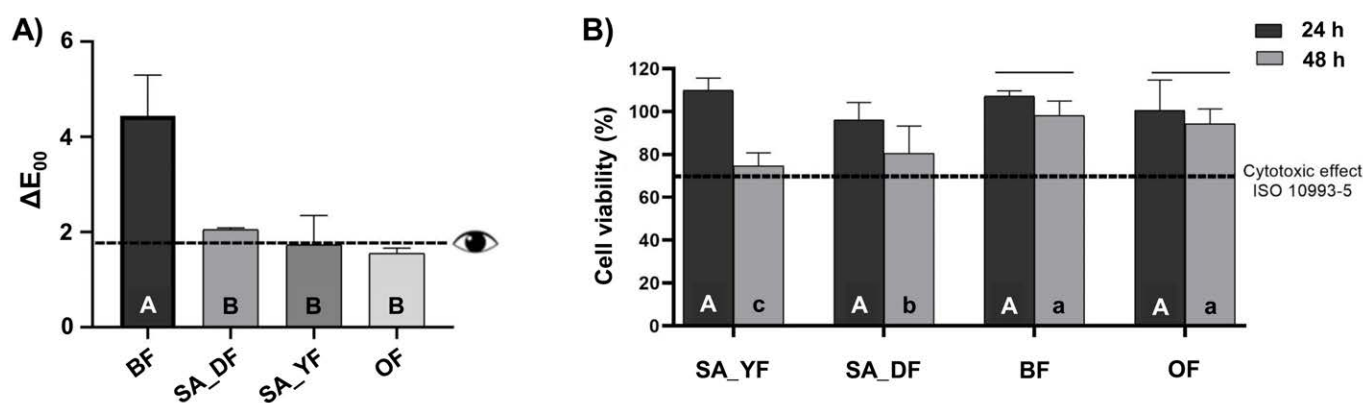 A)
6
4
2
0
ΔE00
A
B
B
B
BF
SA_DF
SA_YF
OF
B)
24 h
48 h
120
100
80
60
40
20
0
Cell viability (%)
Cytotoxic effect
ISO 10993-5
A
c
A
b
A
a
A
a
SA_YF
SA_DF
BF
OF